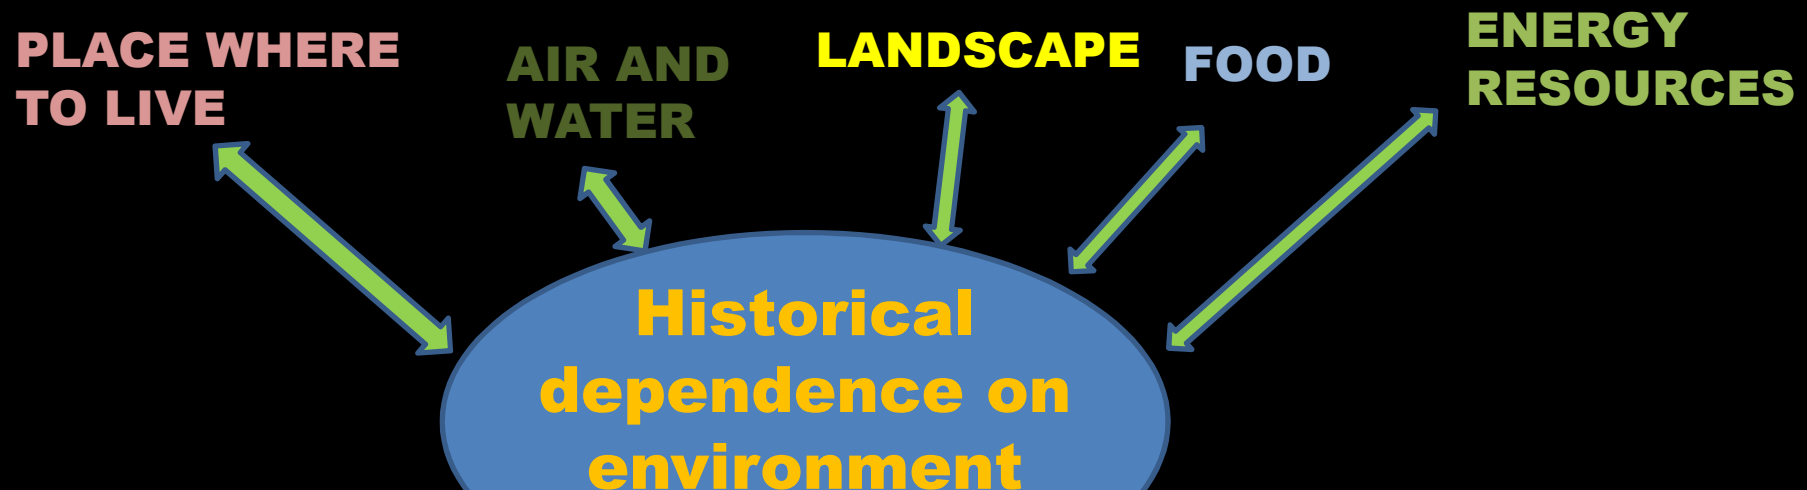 PLACE WHERE
TO LIVE
AIR AND
WATER
LANDSCAPE
FOOD
ENERGY
RESOURCES
Historical
dependence on
environment